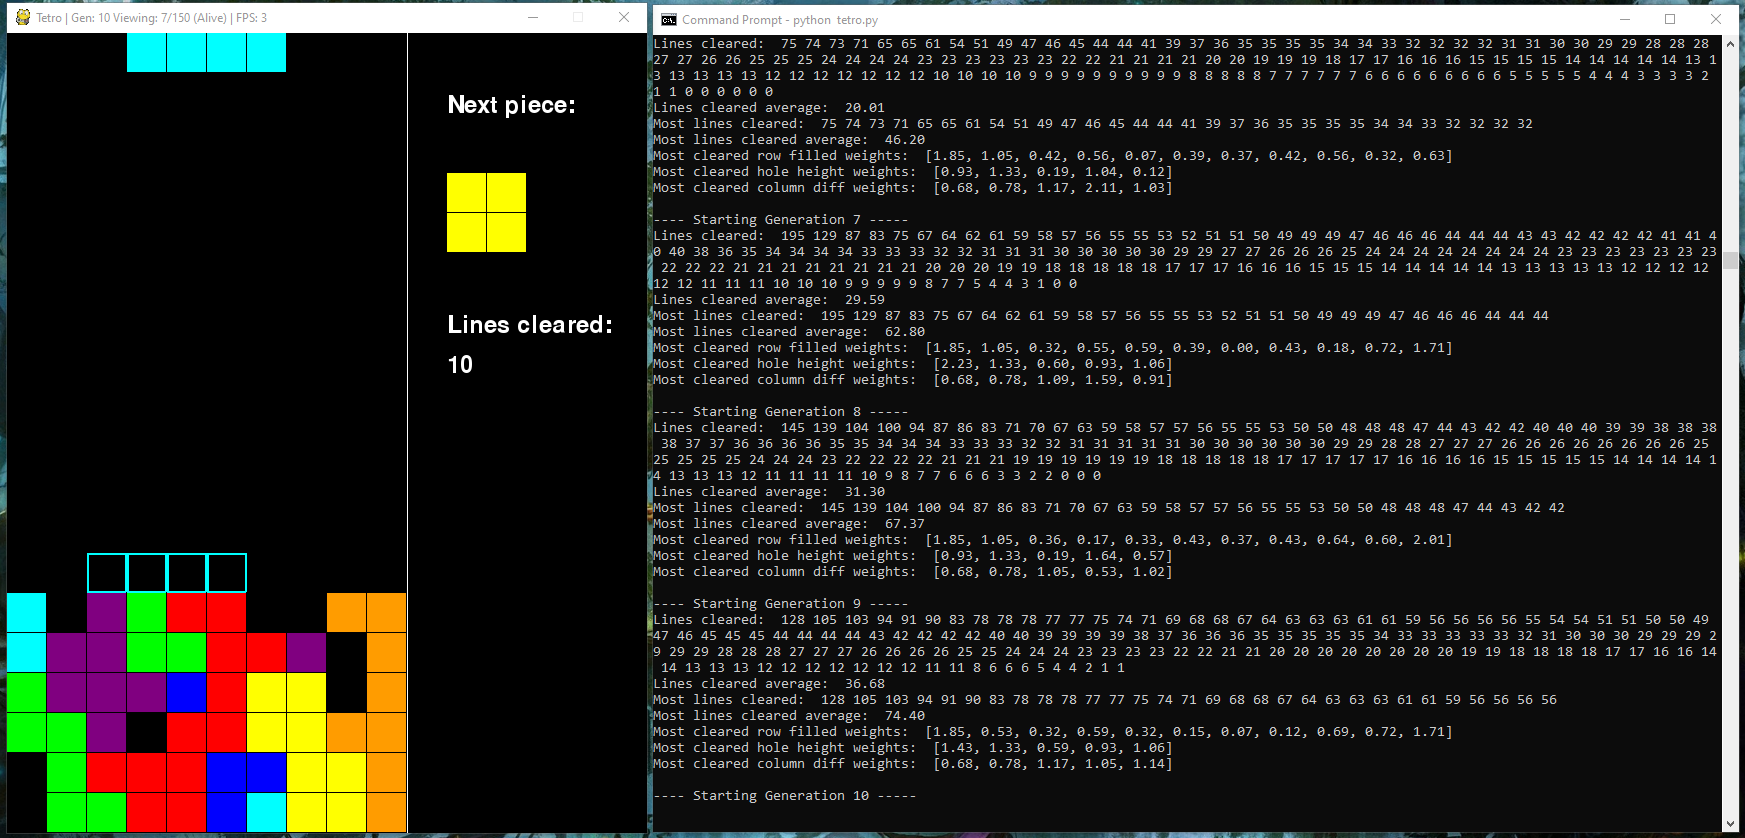 Tetro | Gen: 10 Viewing: 7/150 (Alive) | FPS: 3
Next piece:
Lines cleared:
10
Command Prompt - python  tetro.py
Lines cleared:  75 74 73 71 65 65 61 54 51 49 47 46 45 44 44 41 39 37 36 35 35 35 35 34 34 33 32 32 32 32 31 31 30 30 29 29 28 28 28
27 27 26 26 25 25 25 24 24 24 24 23 23 23 23 23 23 22 22 21 21 21 21 20 20 19 19 19 18 17 17 16 16 16 16 15 15 15 14 14 14 14 14 13 1
3 13 13 13 13 12 12 12 12 12 12 12 10 10 10 10 9 9 9 9 9 9 9 9 9 9 8 8 8 8 8 7 7 7 7 7 7 6 6 6 6 6 6 6 6 6 5 5 5 5 5 4 4 4 3 3 3 3 2
1 1 0 0 0 0 0 0
Lines cleared average:  20.01
Most lines cleared:  75 74 73 71 65 65 61 54 51 49 47 46 45 44 44 41 39 37 36 35 35 35 35 34 34 33 32 32 32 32
Most lines cleared average:  46.20
Most cleared row filled weights:  [1.85, 1.05, 0.42, 0.56, 0.07, 0.39, 0.37, 0.42, 0.56, 0.32, 0.63]
Most cleared hole height weights:  [0.93, 1.33, 0.19, 1.04, 0.12]
Most cleared column diff weights:  [0.68, 0.78, 1.17, 2.11, 1.03]
---- Starting Generation 7 -----
Lines cleared:  195 129 87 83 75 67 64 62 61 59 58 57 56 55 55 53 52 51 51 50 49 49 49 47 46 46 46 44 44 44 43 43 42 42 42 42 41 41 4
0 40 38 36 35 34 34 34 34 33 33 33 32 32 31 31 31 30 30 30 30 30 29 29 27 27 26 26 26 25 24 24 24 24 24 24 24 24 23 23 23 23 23 23 23
22 22 22 21 21 21 21 21 21 21 21 20 20 20 19 19 18 18 18 18 18 17 17 17 16 16 16 15 15 15 14 14 14 14 14 13 13 13 13 13 12 12 12 12
12 12 11 11 11 10 10 10 9 9 9 9 9 8 7 7 5 4 4 3 1 0 0
Lines cleared average:  29.59
Most lines cleared:  195 129 87 83 75 67 64 62 61 59 58 57 56 55 55 53 52 51 51 50 49 49 49 47 46 46 46 44 44 44
Most lines cleared average:  62.80
Most cleared row filled weights:  [1.85, 1.05, 0.32, 0.55, 0.59, 0.39, 0.00, 0.43, 0.18, 0.72, 1.71]
Most cleared hole height weights:  [2.23, 1.33, 0.60, 0.93, 1.06]
Most cleared column diff weights:  [0.68, 0.78, 1.09, 1.59, 0.91]
---- Starting Generation 8 -----
Lines cleared:  145 139 104 100 94 87 86 83 71 70 67 63 59 58 57 57 56 55 55 53 50 50 48 48 48 47 44 43 42 42 40 40 40 39 39 38 38 38
38 37 37 36 36 36 36 35 35 34 34 34 33 33 33 32 32 31 31 31 31 31 30 30 30 30 30 29 29 28 28 27 27 27 26 26 26 26 26 26 26 26 25
25 25 25 25 24 24 24 23 22 22 22 22 21 21 21 19 19 19 19 19 19 18 18 18 18 18 17 17 17 17 17 16 16 16 16 15 15 15 15 15 14 14 14 14 1
4 13 13 13 12 11 11 11 11 10 9 8 7 7 6 6 6 3 3 2 2 0 0 0
Lines cleared average:  31.30
Most lines cleared:  145 139 104 100 94 87 86 83 71 70 67 63 59 58 57 57 56 55 55 53 50 50 48 48 48 47 44 43 42 42
Most lines cleared average:  67.37
Most cleared row filled weights:  [1.85, 1.05, 0.36, 0.17, 0.33, 0.43, 0.37, 0.43, 0.64, 0.60, 2.01]
Most cleared hole height weights:  [0.93, 1.33, 0.19, 1.64, 0.57]
Most cleared column diff weights:  [0.68, 0.78, 1.05, 0.53, 1.02]
---- Starting Generation 9 -----
Lines cleared:  128 105 103 94 91 90 83 78 78 78 77 77 75 74 71 69 68 68 67 64 63 63 63 61 61 59 56 56 56 56 55 54 54 51 51 50 50 49
47 46 45 45 45 44 44 44 44 43 42 42 42 42 40 40 39 39 39 39 38 37 36 36 36 35 35 35 35 35 34 33 33 33 33 33 32 31 30 30 30 29 29 29 2
9 29 29 28 28 28 27 27 27 26 26 26 26 25 25 24 24 24 23 23 23 23 22 22 21 21 20 20 20 20 20 20 20 20 19 19 18 18 18 18 17 17 16 16 14
14 13 13 13 12 12 12 12 12 12 12 11 11 8 6 6 6 5 4 4 2 1 1
Lines cleared average:  36.68
Most lines cleared:  128 105 103 94 91 90 83 78 78 78 77 77 75 74 71 69 68 68 67 64 63 63 63 61 61 59 56 56 56 56
Most lines cleared average:  74.40
Most cleared row filled weights:  [1.85, 0.53, 0.32, 0.59, 0.32, 0.15, 0.07, 0.12, 0.69, 0.72, 1.71]
Most cleared hole height weights:  [1.43, 1.33, 0.59, 0.93, 1.06]
Most cleared column diff weights:  [0.68, 0.78, 1.17, 1.05, 1.14]
---- Starting Generation 10 -----